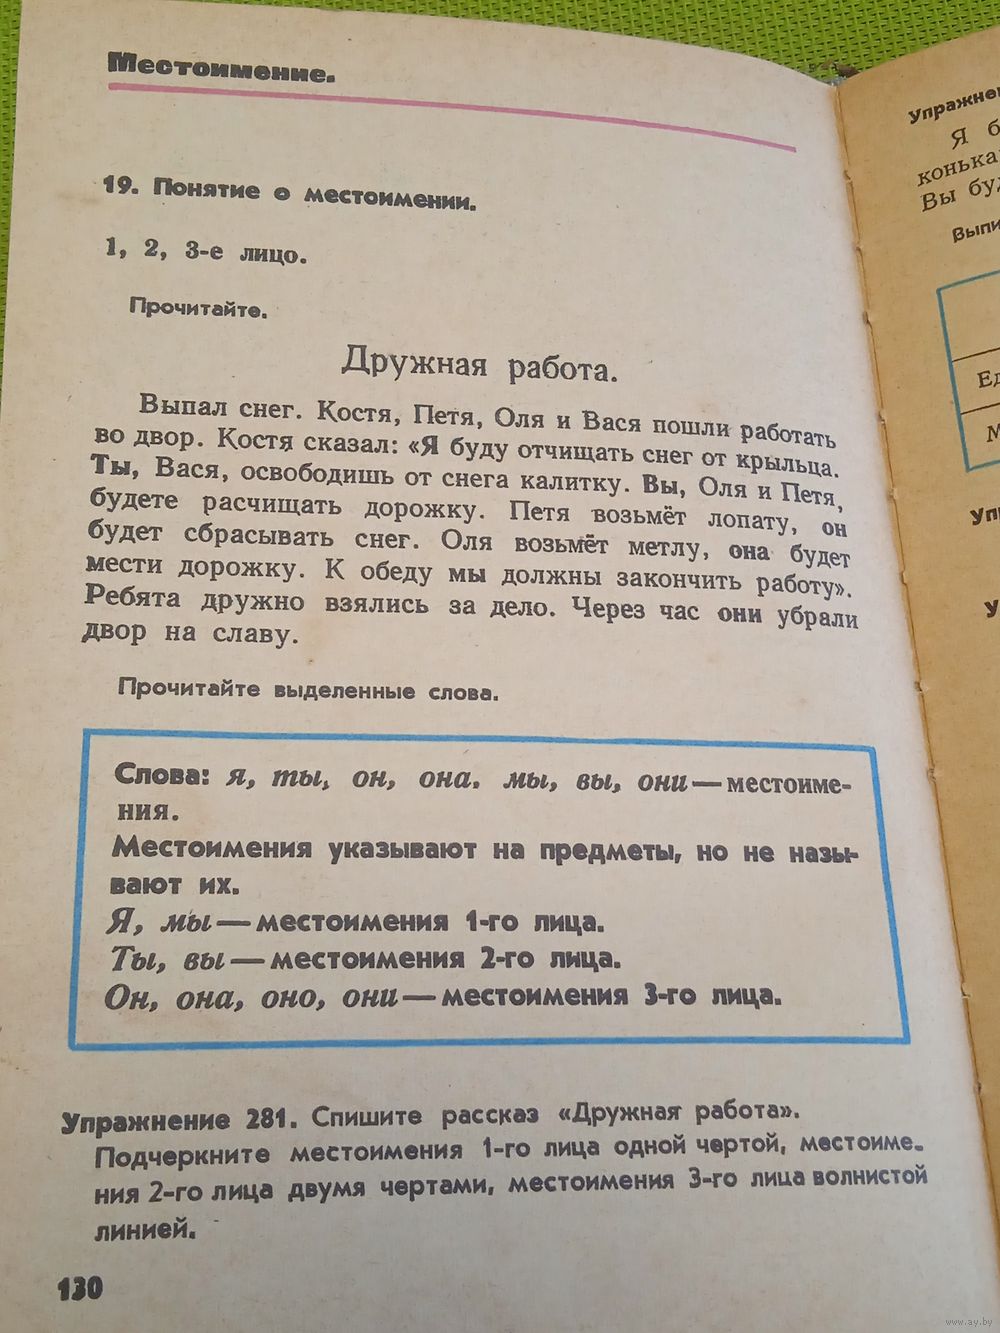 Местоимение.
19. Понятие о местоимении.
1, 2, 3-е лицо.
Прочитайте.
Дружная работа.
Выпал снег. Костя, Петя, Оля и Вася пошли работать
во двор. Костя сказал: «Я буду отчищать снег от крыльца.
Ты, Вася, освободишь от снега калитку. Вы, Оля и Петя,
будете расчищать дорожку. Петя возьмёт лопату, он
будет сбрасывать снег. Оля возьмёт метлу, она будет
мести дорожку. К обеду мы должны закончить работу».
Ребята дружно взялись за дело. Через час они убрали
двор на славу.
Прочитайте выделенные слова.
Слова: я, ты, он, она. мы, вы, они — местоиме-
ния.
Местоимения указывают на предметы, но не назы-
вают их.
Я, мы — местоимения 1-го лица.
Ты, вы — местоимения 2-го лица.
Он, она, оно, они — местоимения 3-го лица.
Упражнение 281. Спишите рассказ «Дружная работа».
Подчеркните местоимения 1-го лица одной чертой, местоиме-
ния 2-го лица двумя чертами, местоимения 3-го лица волнистой
линией.
130
Я б
конька
Вы бу
www.ay.by